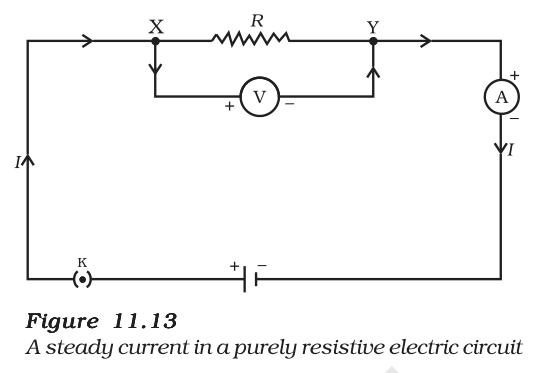 X R Y
+ V −
+
A
−
I I
K + −
Figure 11.13
A steady current in a purely resistive electric circuit